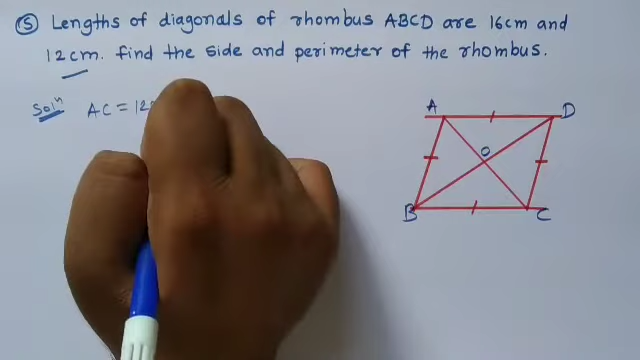 ⑤ Lengths of diagonals of rhombus ABCD are 16cm and
12cm. find the side and perimeter of the rhombus.
Solⁿ AC = 12
A D
O
B C